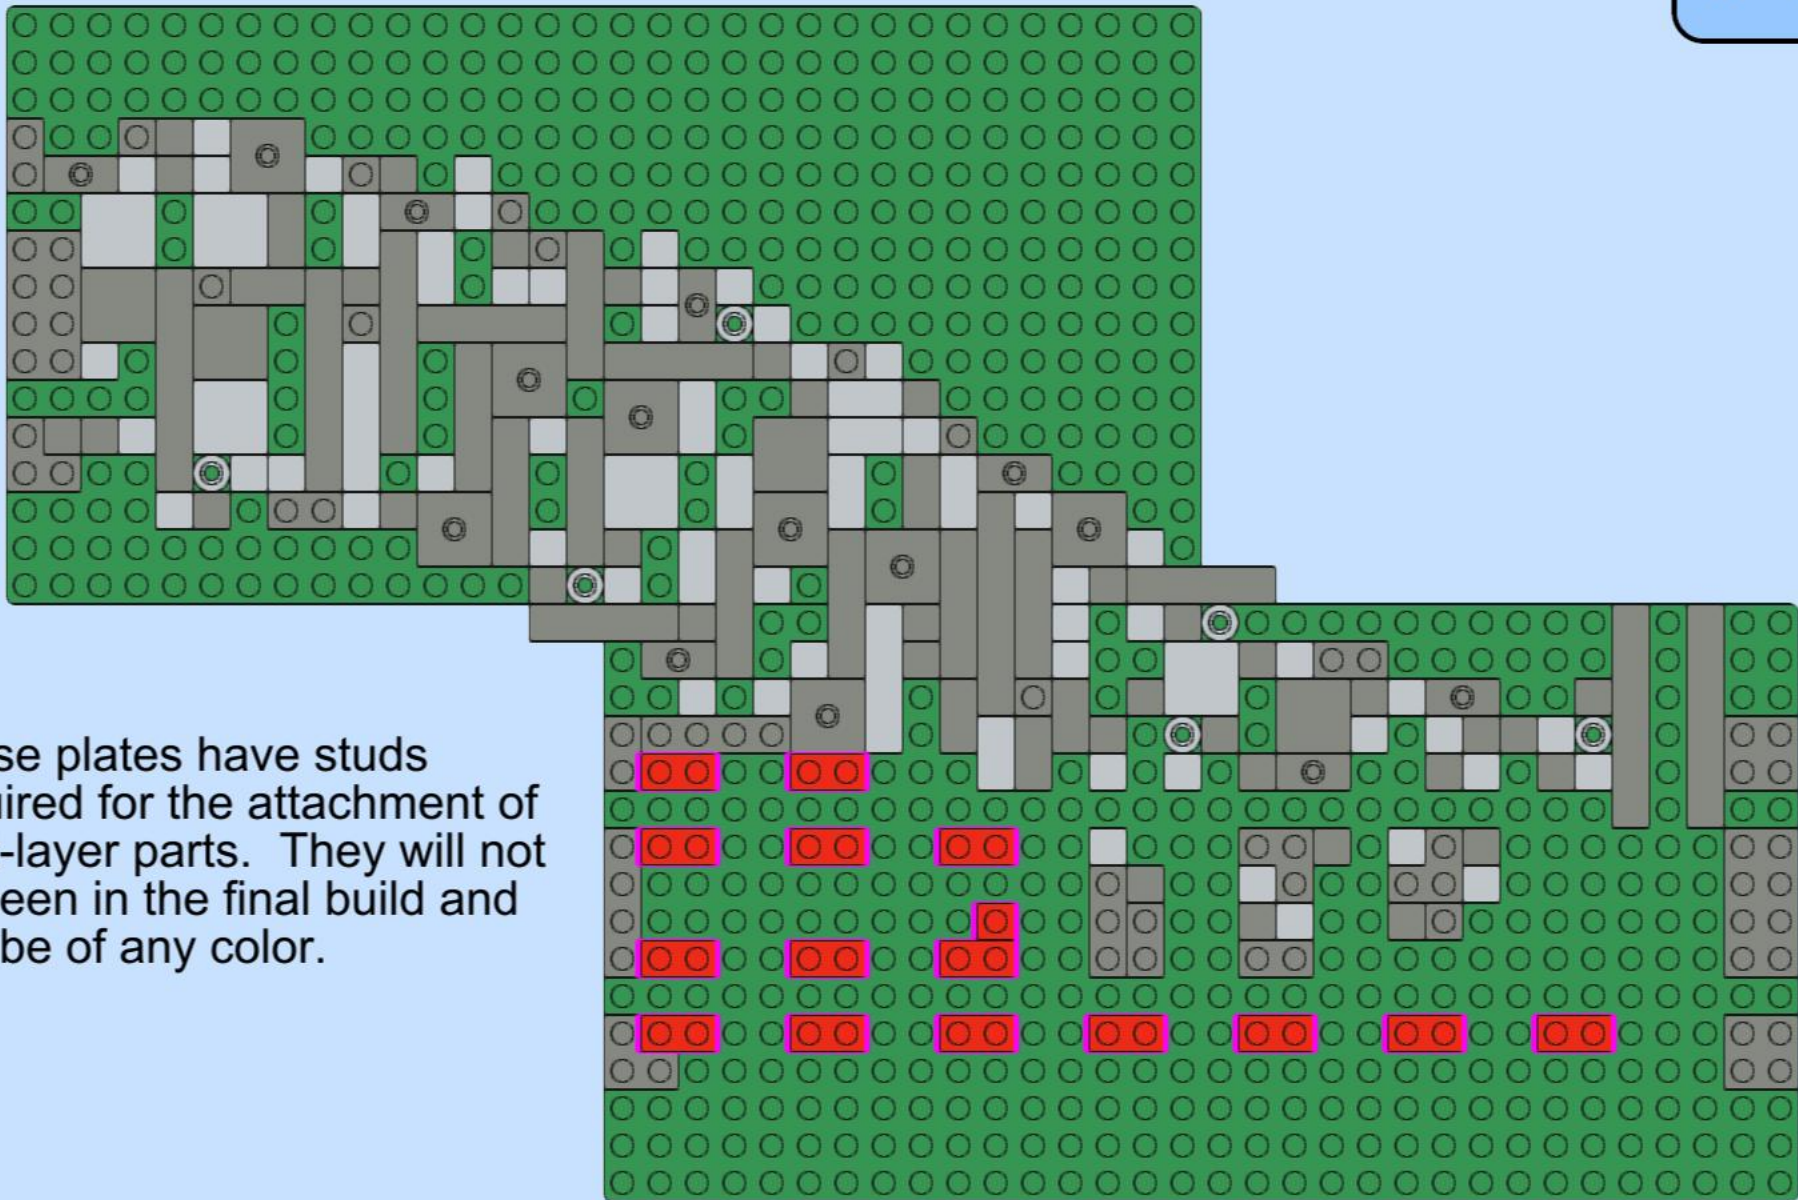 se plates have studs
uired for the attachment of
-layer parts. They will not
een in the final build and
be of any color.